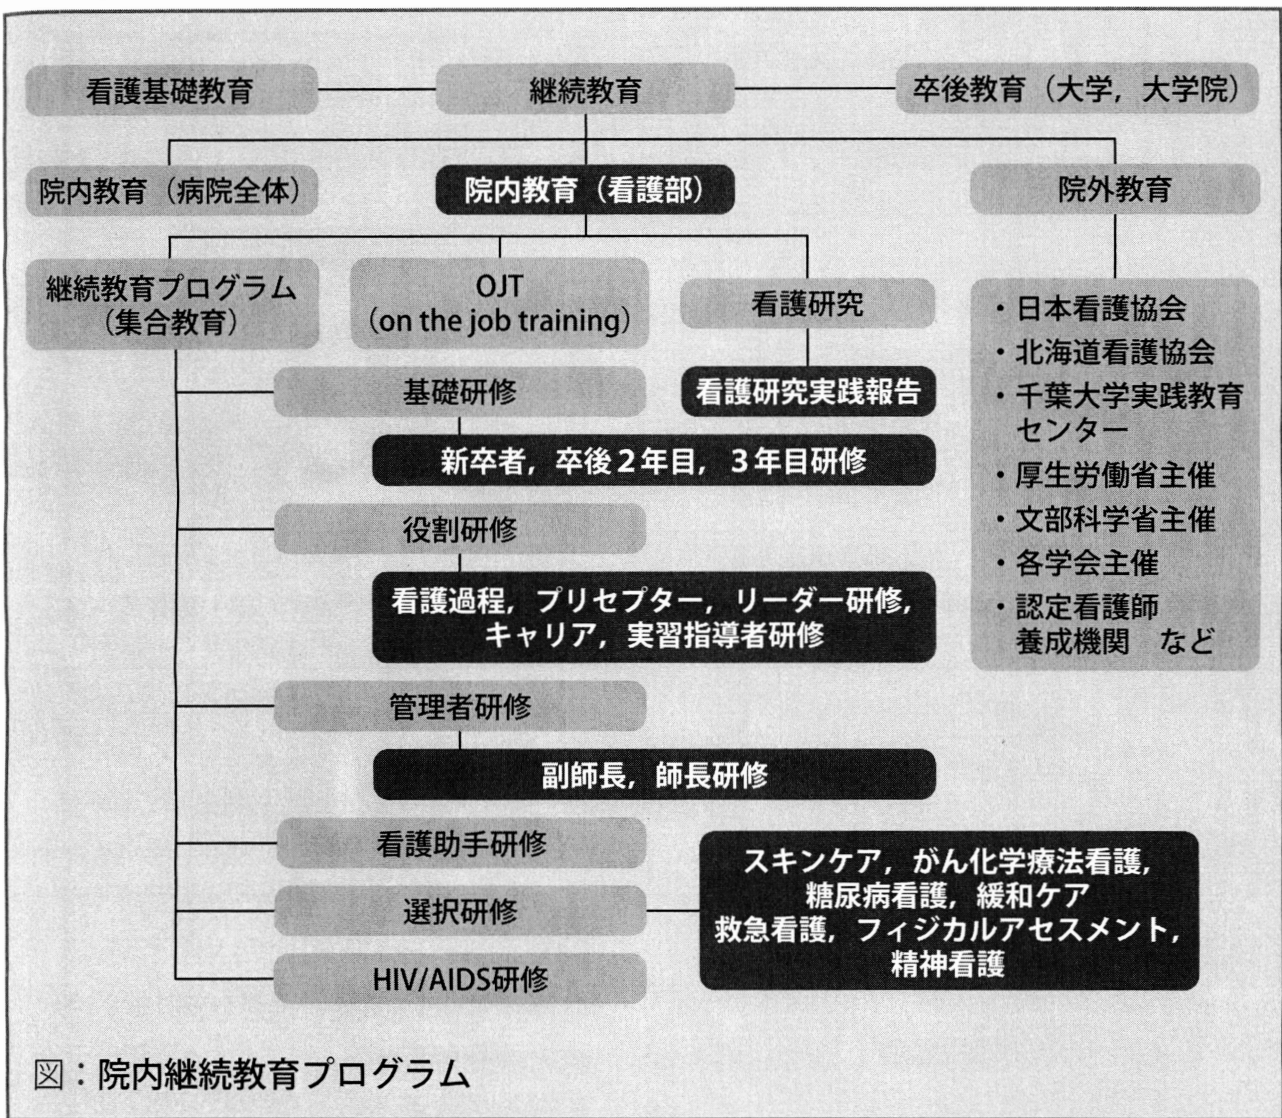 看護基礎教育
継続教育
卒後教育（大学，大学院）
院内教育（病院全体）
院内教育（看護部）
院外教育
継続教育プログラム
（集合教育）
OJT
（on the job training）
看護研究
看護研究実践報告
基礎研修
新卒者，卒後２年目，３年目研修
役割研修
看護過程，プリセプター，リーダー研修，
キャリア，実習指導者研修
管理者研修
副師長，師長研修
看護助手研修
選択研修
スキンケア，がん化学療法看護，
糖尿病看護，緩和ケア
救急看護，フィジカルアセスメント，
精神看護
HIV/AIDS研修
・日本看護協会
・北海道看護協会
・千葉大学実践教育
センター
・厚生労働省主催
・文部科学省主催
・各学会主催
・認定看護師
養成機関　など
図：院内継続教育プログラム